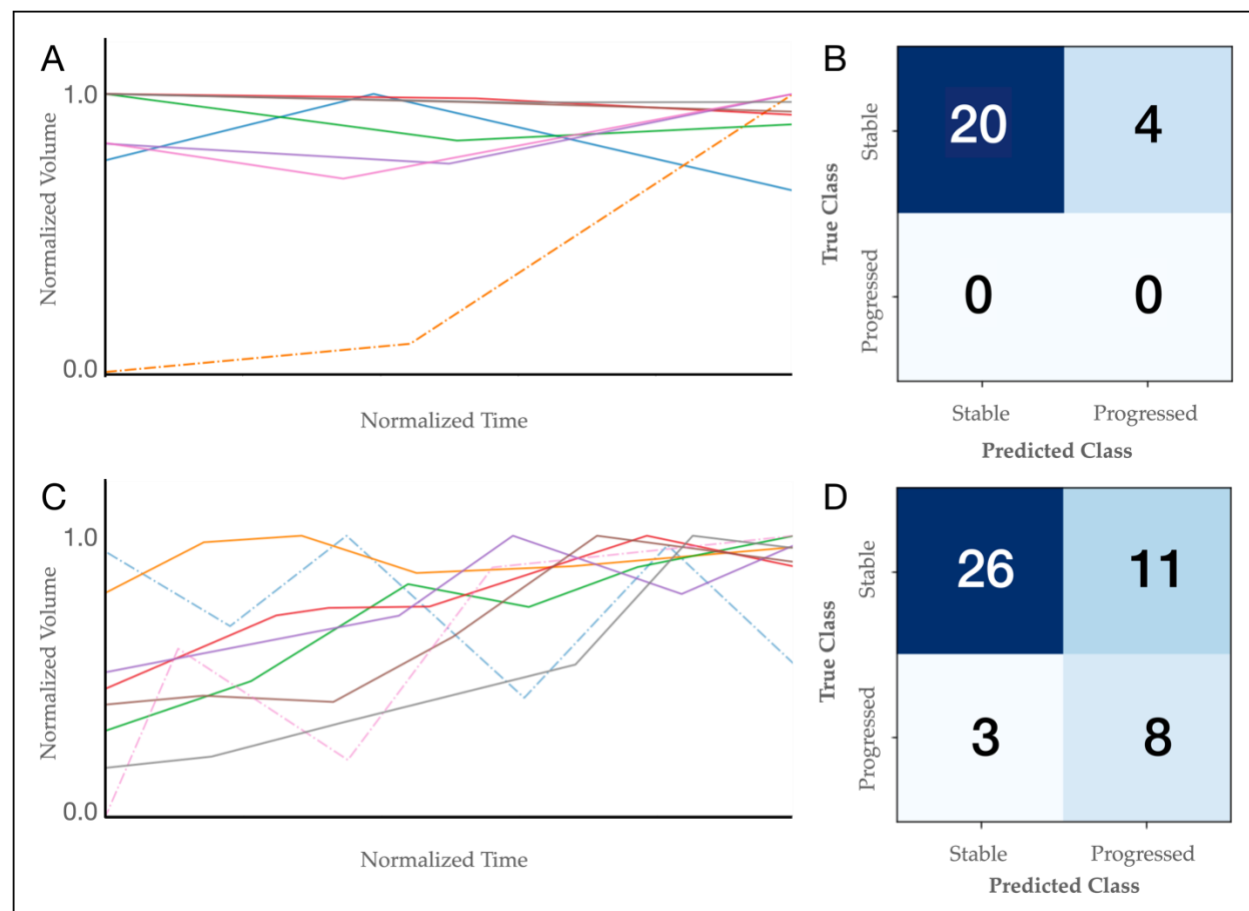 A
1.0
Normalized Volume
0.0
Normalized Time
B
True Class
Stable
20
4
Progressed
0
0
Stable
Progressed
Predicted Class
C
1.0
Normalized Volume
0.0
Normalized Time
D
True Class
Stable
26
11
Progressed
3
8
Stable
Progressed
Predicted Class